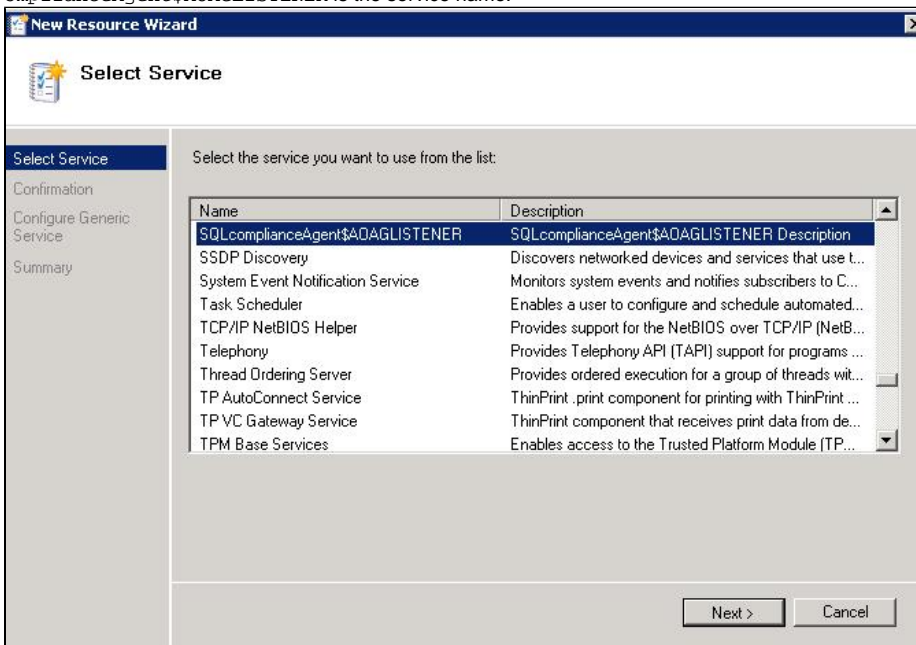 is the service name.
New Resource Wizard
Select Service
Select Service
Confirmation
Configure Generic
Service
Summary
Select the service you want to use from the list:
Name Description
SQLcomplianceAgent$AOAGLISTENER SQLcomplianceAgent$AOAGLISTENER Description
SSDP Discovery Discovers networked devices and services that use t...
System Event Notification Service Monitors system events and notifies subscribers to C...
Task Scheduler Enables a user to configure and schedule automated...
TCP/IP NetBIOS Helper Provides support for the NetBIOS over TCP/IP (NetB...
Telephony Provides Telephony API (TAPI) support for programs ...
Thread Ordering Server Provides ordered execution for a group of threads wit...
TP AutoConnect Service ThinPrint .print component for printing with ThinPrint ...
TP VC Gateway Service ThinPrint component that receives print data from de...
TPM Base Services Enables access to the Trusted Platform Module (TP...
Next > Cancel